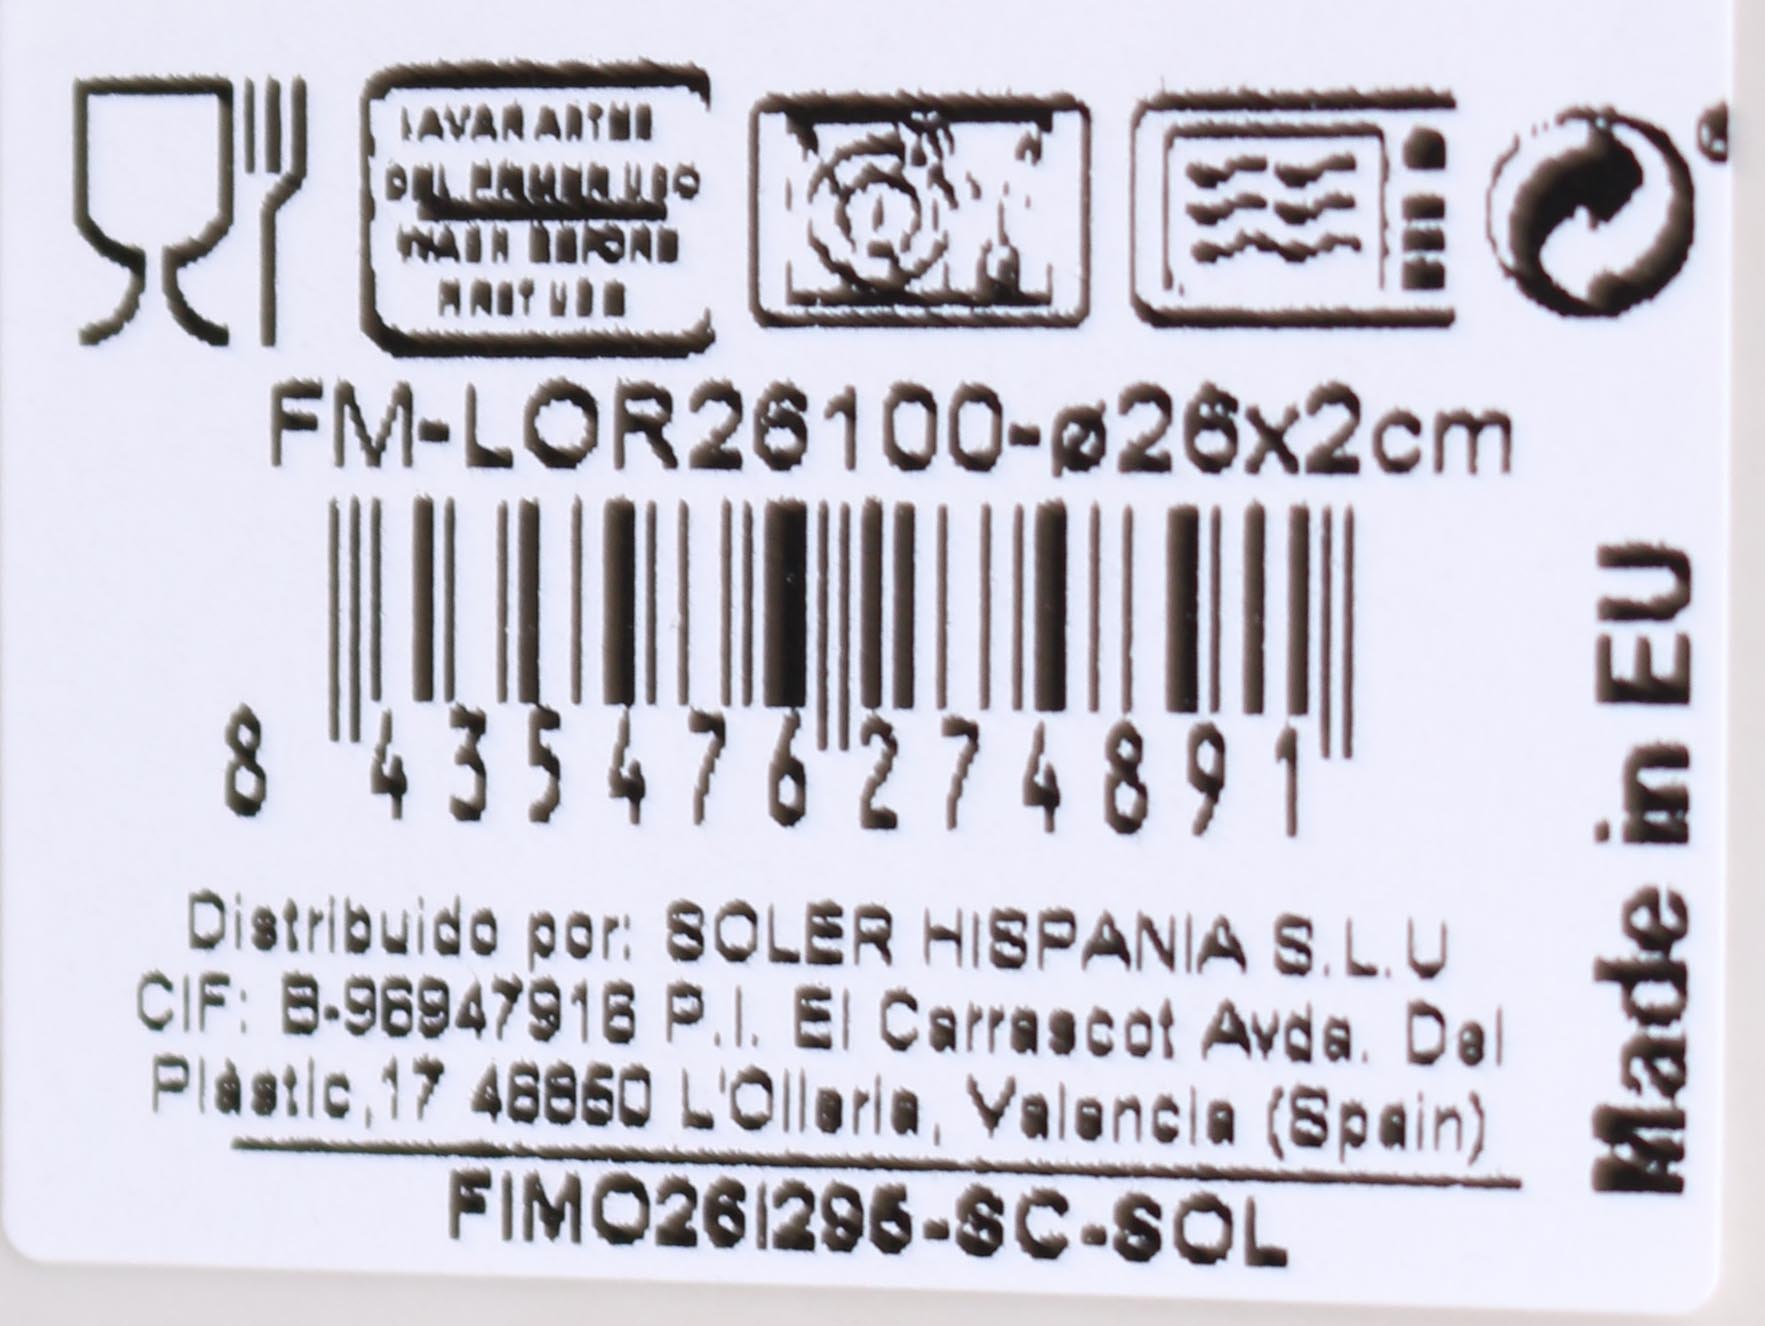 LAVAR ANTES
DEL PRIMER USO
WASH BEFORE
FIRST USE
FM-LOR26100-ø26x2cm
8 435476 274891
Distribuido por: SOLER HISPANIA S.L.U
CIF: B-96947916 P.I. El Carrascot Avda. Del
Plàstic,17 46850 L'Olleria, Valencia (Spain)
FIMO26I295-SC-SOL
Made in EU